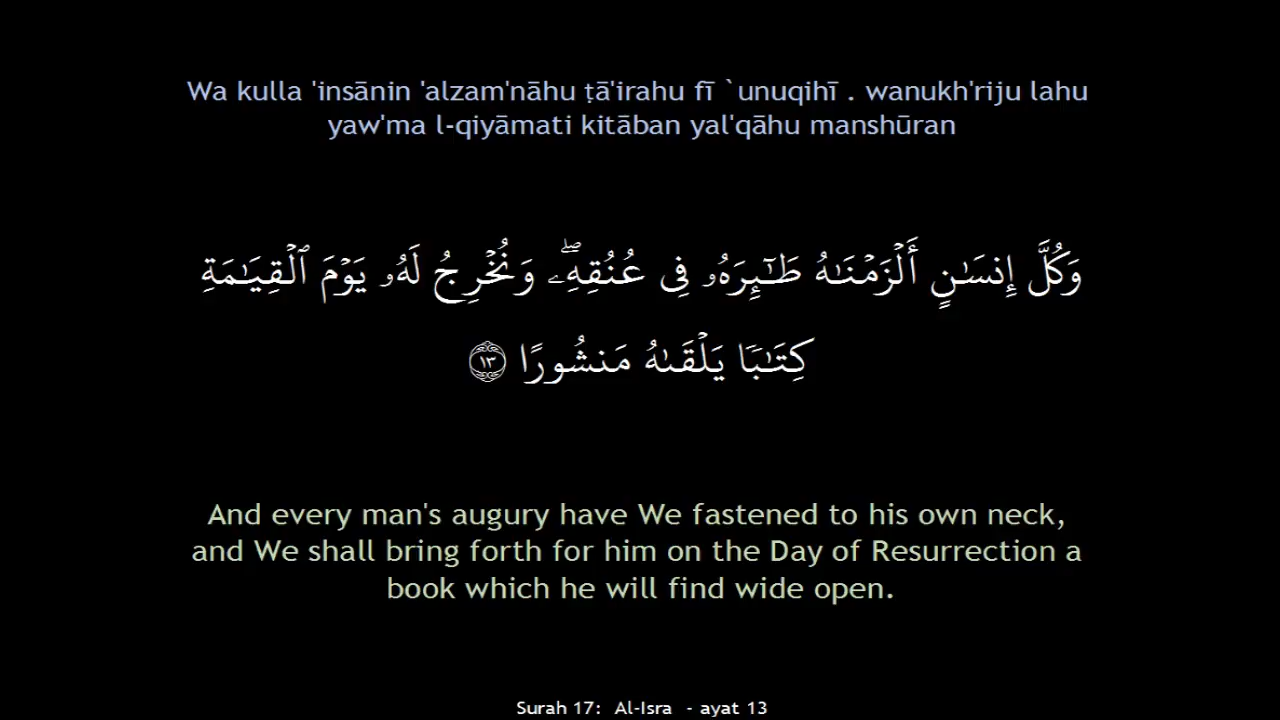 Wa kulla 'insānin 'alzam'nāhu ṭā'irahu fī `unuqihī . wanukh'riju lahu
yaw'ma l-qiyāmati kitāban yal'qāhu manshūran
وَكُلَّ إِنسَـٰنٍ أَلْزَمْنَـٰهُ طَـٰٓئِرَهُۥ فِى عُنُقِهِۦۖ وَنُخْرِجُ لَهُۥ يَوْمَ ٱلْقِيَـٰمَةِ
كِتَـٰبًا يَلْقَىٰهُ مَنشُورًا ١٣
And every man's augury have We fastened to his own neck,
and We shall bring forth for him on the Day of Resurrection a
book which he will find wide open.
Surah 17: Al-Isra - ayat 13